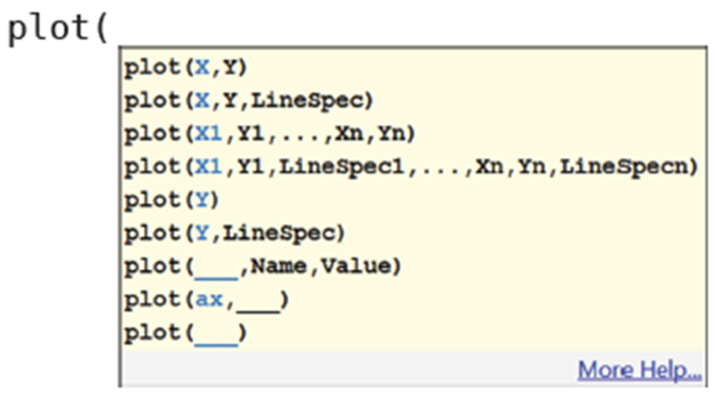 plot(
plot(X,Y)
plot(X,Y,LineSpec)
plot(X1,Y1,...,Xn,Yn)
plot(X1,Y1,LineSpec1,...,Xn,Yn,LineSpecn)
plot(Y)
plot(Y,LineSpec)
plot(___,Name,Value)
plot(ax,___)
plot(___)
More Help...